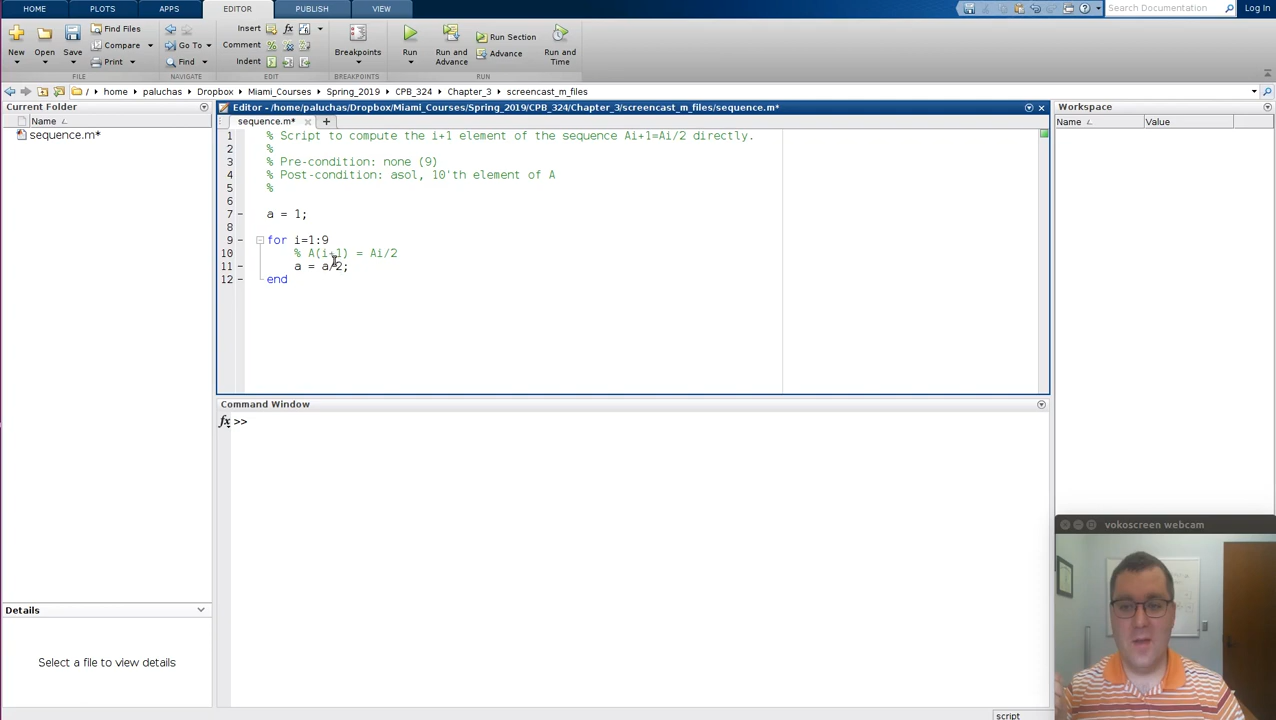 HOME PLOTS APPS EDITOR PUBLISH VIEW Search Documentation Log In
New Open Save Find Files Compare Print Go To Find Insert Comment Indent fx Breakpoints Run Run and Advance Run Section Advance Run and Time
FILE NAVIGATE EDIT BREAKPOINTS RUN
/ home paluchas Dropbox Miami_Courses Spring_2019 CPB_324 Chapter_3 screencast_m_files
Current Folder
Name
sequence.m*
Editor - /home/paluchas/Dropbox/Miami_Courses/Spring_2019/CPB_324/Chapter_3/screencast_m_files/sequence.m*
sequence.m* × +
1 % Script to compute the i+1 element of the sequence Ai+1=Ai/2 directly.
2 %
3 % Pre-condition: none (9)
4 % Post-condition: asol, 10'th element of A
5 %
6
7 a = 1;
8
9 for i=1:9
10 % A(i+1) = Ai/2
11 a = a/2;
12 end
Command Window
fx >>
Workspace
Name Value
Details
Select a file to view details
vokoscreen webcam
script